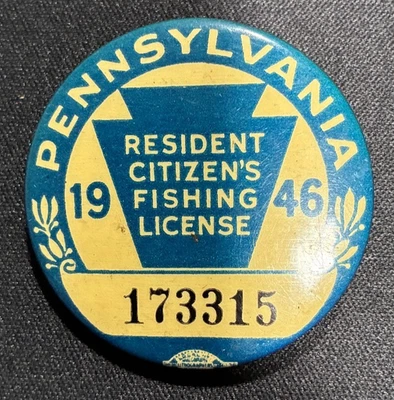 PENNSYLVANIA
RESIDENT
CITIZEN'S
19 FISHING 46
LICENSE
173315